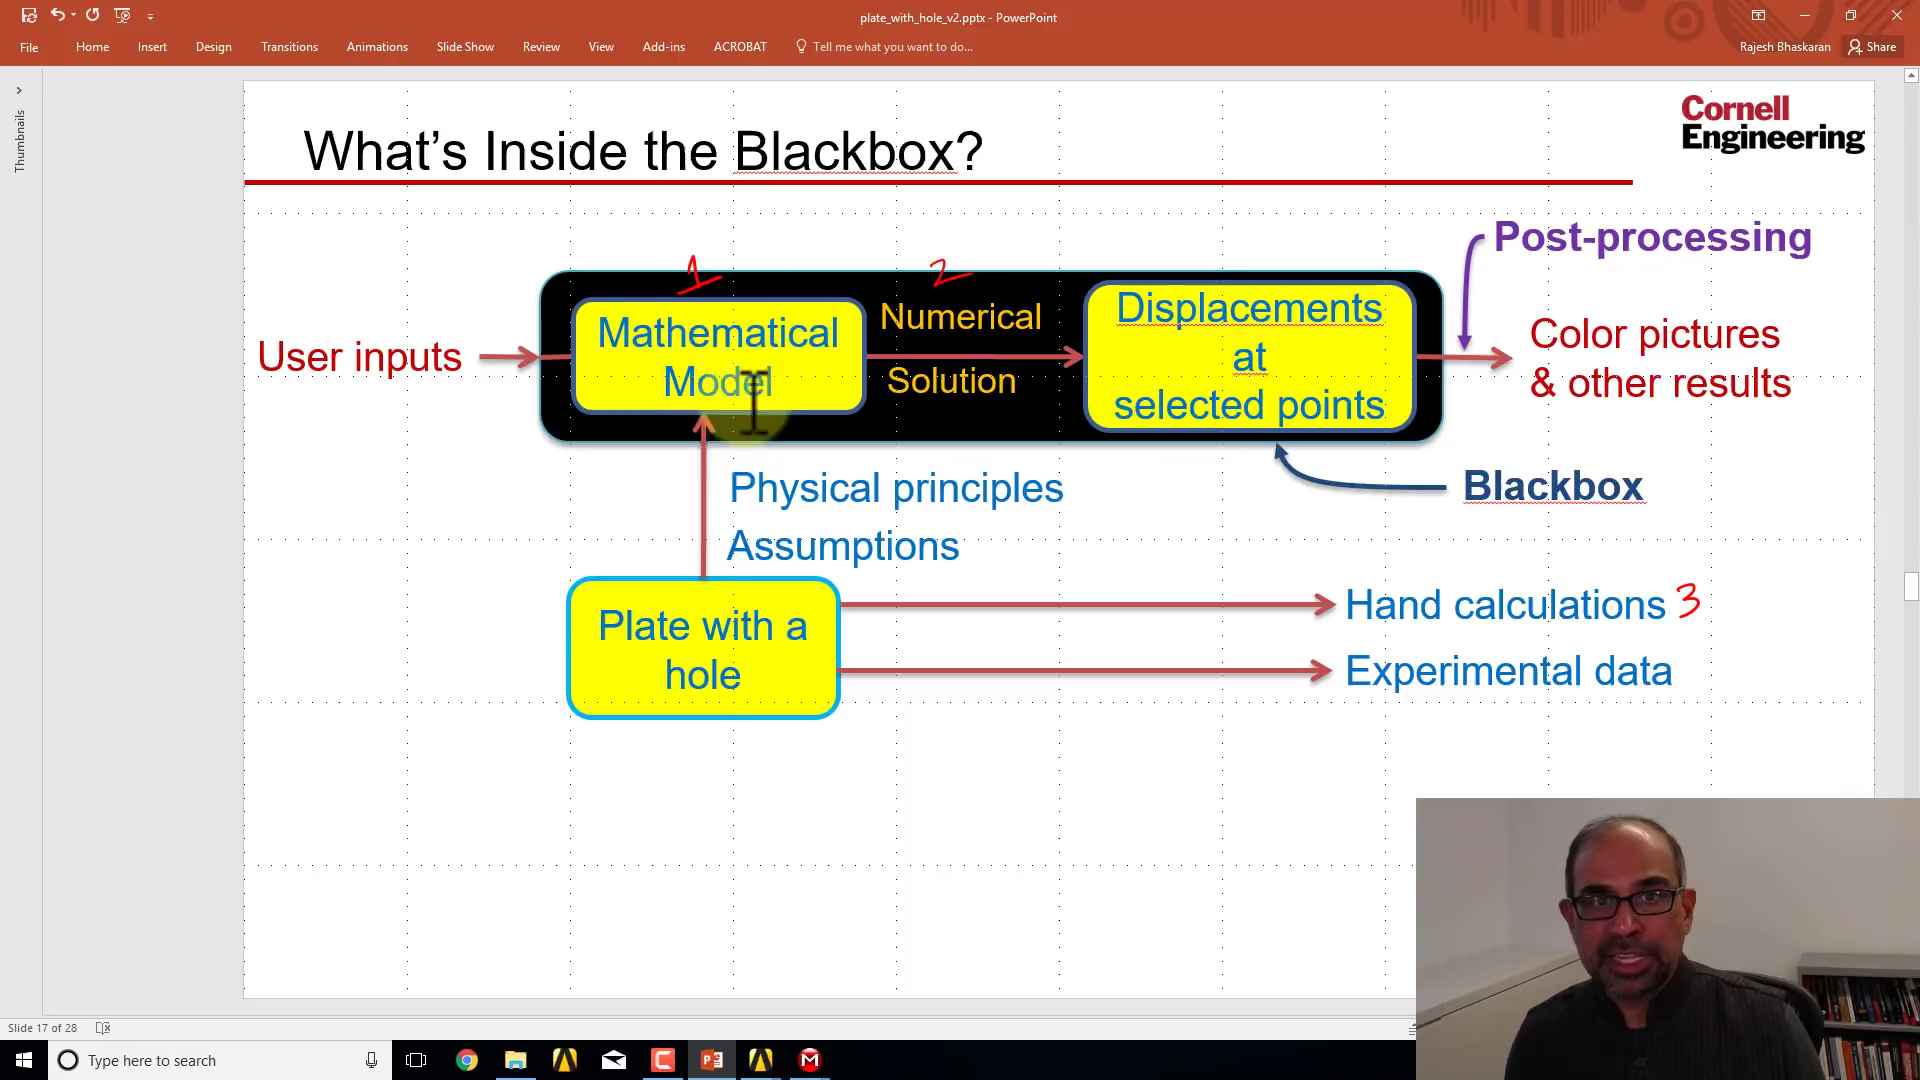 plate_with_hole_v2.pptx - PowerPoint
File Home Insert Design Transitions Animations Slide Show Review View Add-ins ACROBAT Tell me what you want to do... Rajesh Bhaskaran Share
Thumbnails
Cornell
Engineering
What's Inside the Blackbox?
Post-processing
1
2
User inputs
Mathematical
Model
Numerical
Solution
Displacements
at
selected points
Color pictures
& other results
Physical principles
Assumptions
Blackbox
Plate with a
hole
Hand calculations 3
Experimental data
Slide 17 of 28
Type here to search